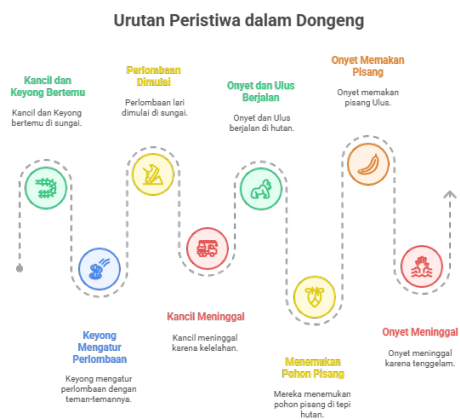 Urutan Peristiwa dalam Dongeng
Kancil dan
Keyong Bertemu
Kancil dan Keyong
bertemu di sungai.
Keyong
Mengatur
Perlombaan
Keyong mengatur
perlombaan dengan
teman-temannya.
Perlombaan
Dimulai
Perlombaan lari
dimulai di sungai.
Kancil Meninggal
Kancil meninggal
karena kelelahan.
Onyet dan Ulus
Berjalan
Onyet dan Ulus
berjalan di hutan.
Menemukan
Pohon Pisang
Mereka menemukan
pohon pisang di tepi
hutan.
Onyet Memakan
Pisang
Onyet memakan
pisang Ulus.
Onyet Meninggal
Onyet meninggal
karena tenggelam.